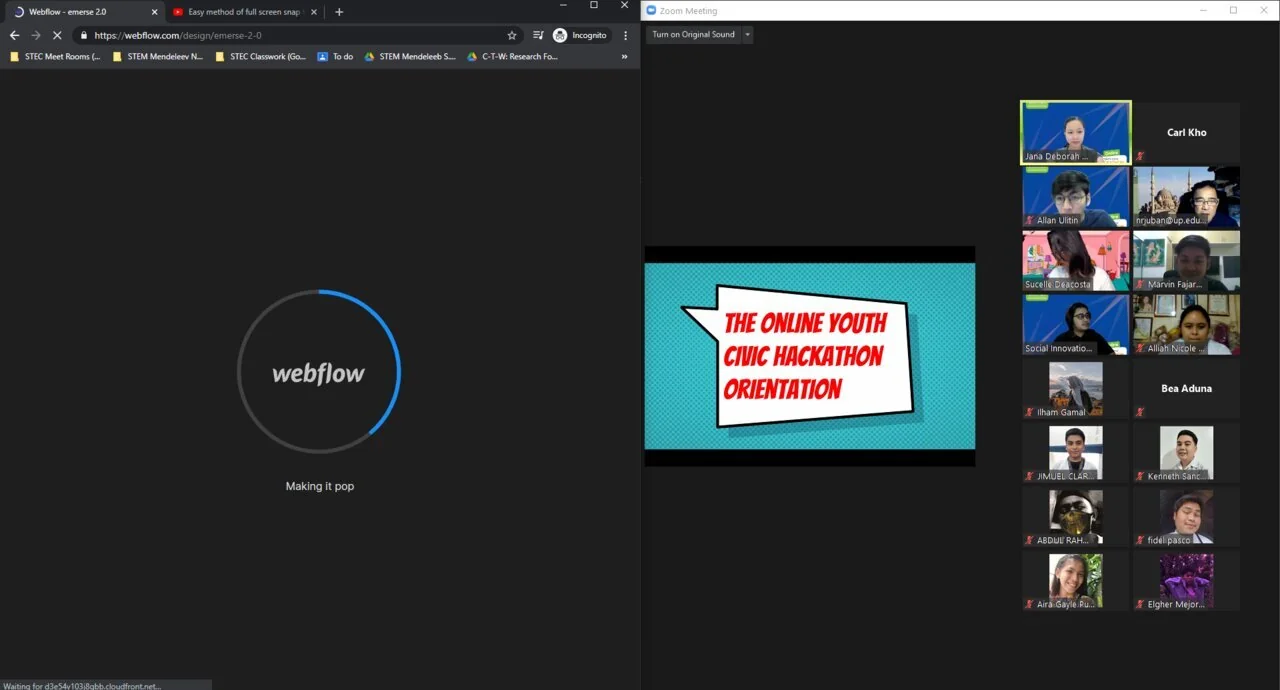 Webflow - emerse 2.0
Easy method of full screen snap
https://webflow.com/design/emerse-2-0
Incognito
STEC Meet Rooms (...
STEM Mendeleev N...
STEC Classwork (Go...
To do
STEM Mendeleeb S....
C-T-W: Research Fo...
»
webflow
Making it pop
Waiting for d3e54v103j8qbb.cloudfront.net...
Zoom Meeting
Turn on Original Sound
THE ONLINE YOUTH
CIVIC HACKATHON
ORIENTATION
Jana Deborah ...
Carl Kho
Allan Ulitin
nrjuban@up.edu...
Sucelle Deacosta
Marvin Fajar...
Social Innovatio...
Alliah Nicole ...
Ilham Gamal
Bea Aduna
JIMUEL CLAR...
Kenneth Sanc...
ABDUL RAH...
fidel pasco
Aira Gayle Pu...
Elgher Mejor...